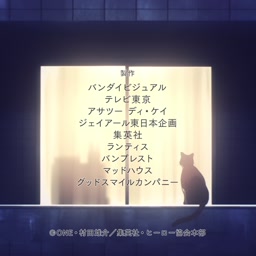 製作
バンダイビジュアル
テレビ東京
アサツー ディ・ケイ
ジェイアール東日本企画
集英社
ランティス
バンプレスト
マッドハウス
グッドスマイルカンパニー
©ONE・村田雄介／集英社・ヒーロー協会本部